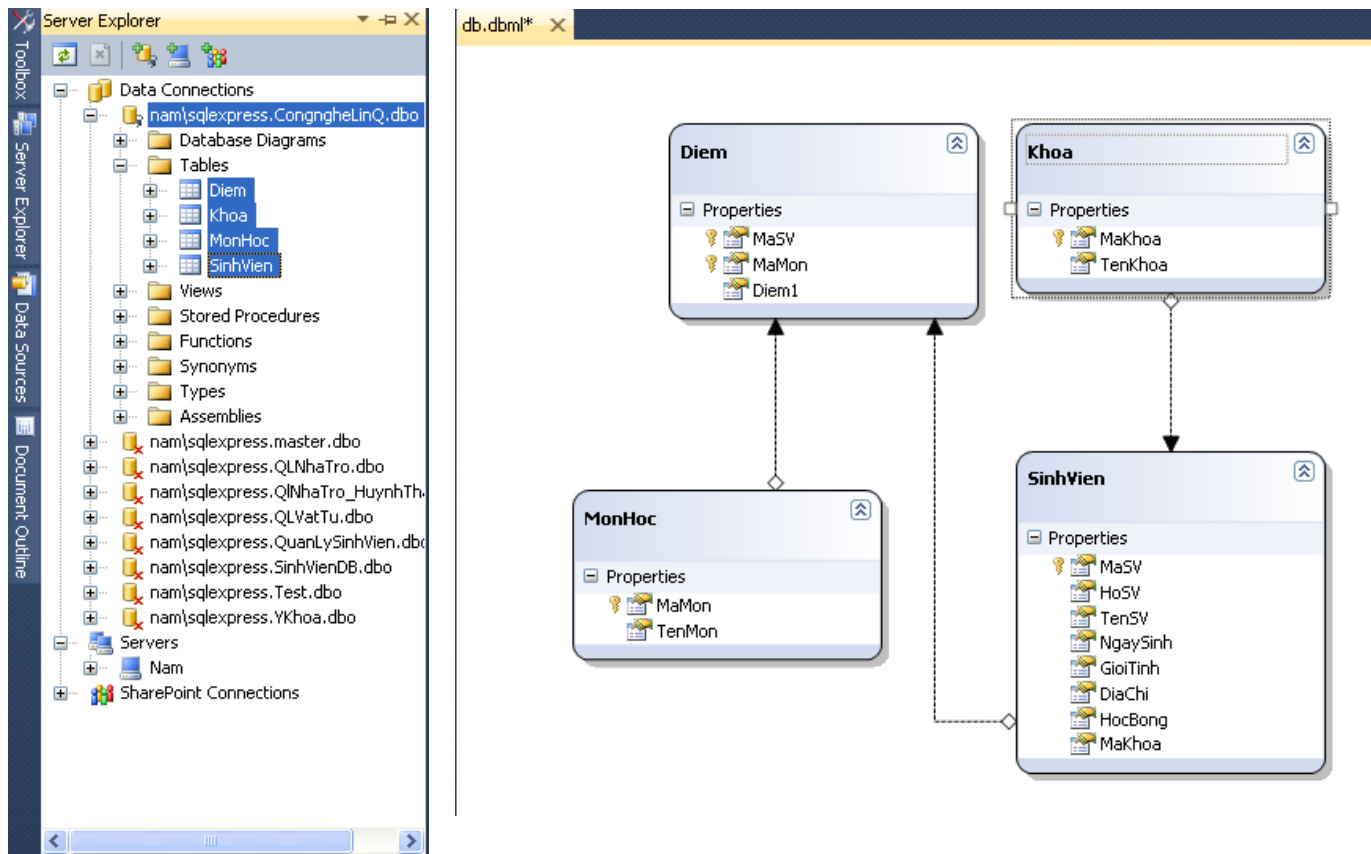 Server Explorer
Toolbox
Server Explorer
Data Sources
Document Outline
Data Connections
nam\sqlexpress.CongngheLinQ.dbo
Database Diagrams
Tables
Diem
Khoa
MonHoc
SinhVien
Views
Stored Procedures
Functions
Synonyms
Types
Assemblies
nam\sqlexpress.master.dbo
nam\sqlexpress.QLNhaTro.dbo
nam\sqlexpress.QlNhaTro_HuynhTh
nam\sqlexpress.QLVatTu.dbo
nam\sqlexpress.QuanLySinhVien.dbo
nam\sqlexpress.SinhVienDB.dbo
nam\sqlexpress.Test.dbo
nam\sqlexpress.YKhoa.dbo
Servers
Nam
SharePoint Connections
db.dbml*
Diem
Properties
MaSV
MaMon
Diem1
Khoa
Properties
MaKhoa
TenKhoa
MonHoc
Properties
MaMon
TenMon
SinhVien
Properties
MaSV
HoSV
TenSV
NgaySinh
GioiTinh
DiaChi
HocBong
MaKhoa